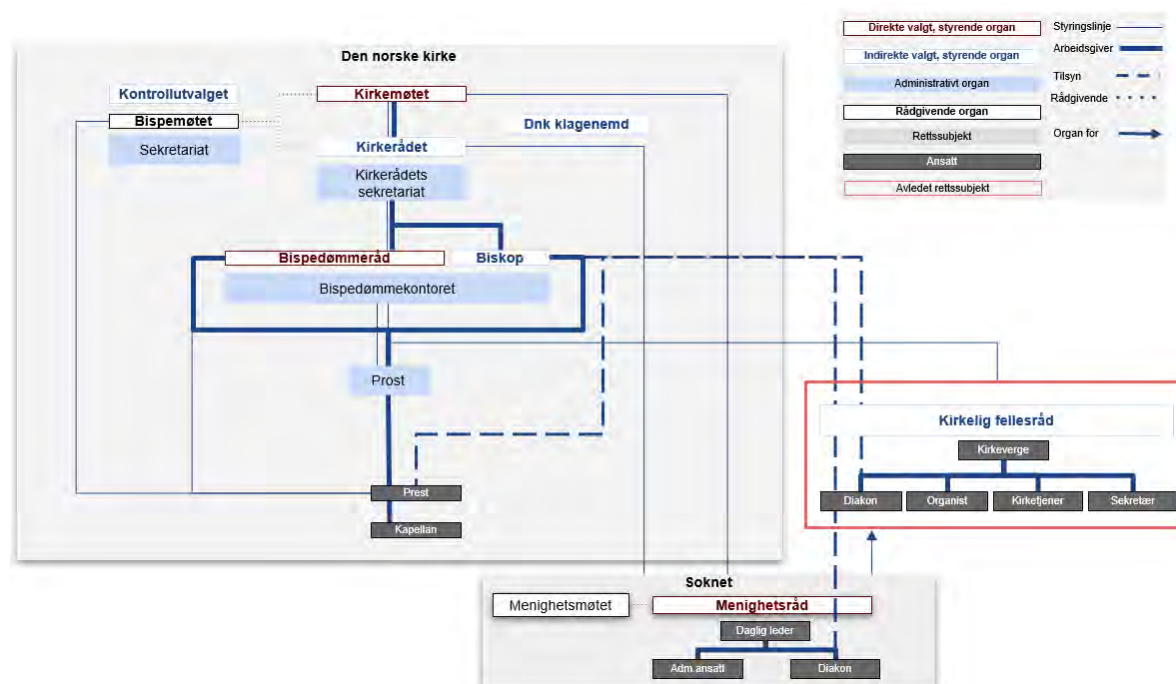 Den norske kirke
Kontrollutvalget
Kirkemøtet
Bispemøtet
Sekretariat
Dnk klagenemd
Kirkerådet
Kirkerådets
sekretariat
Bispedømmeråd
Biskop
Bispedømmekontoret
Prost
Prest
Kapellan
Direkte valgt, styrende organ
Indirekte valgt, styrende organ
Administrativt organ
Rådgivende organ
Rettssubjekt
Ansatt
Avledet rettssubjekt
Styringslinje
Arbeidsgiver
Tilsyn
Rådgivende
Organ for
Kirkelig fellesråd
Kirkeverge
Diakon
Organist
Kirketjener
Sekretær
Soknet
Menighetsmøtet
Menighetsråd
Daglig leder
Adm.ansatt
Diakon